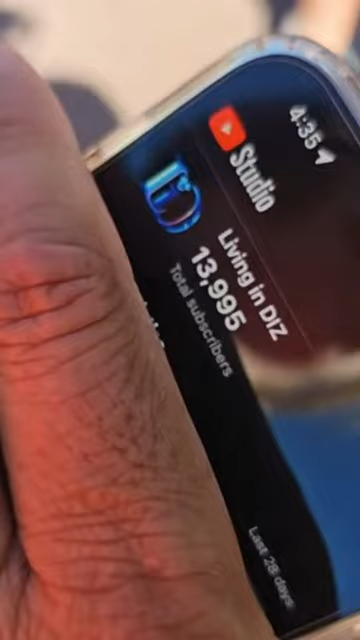 4:35
Studio
Living in DIZ
13,995
Total subscribers
Last 28 days